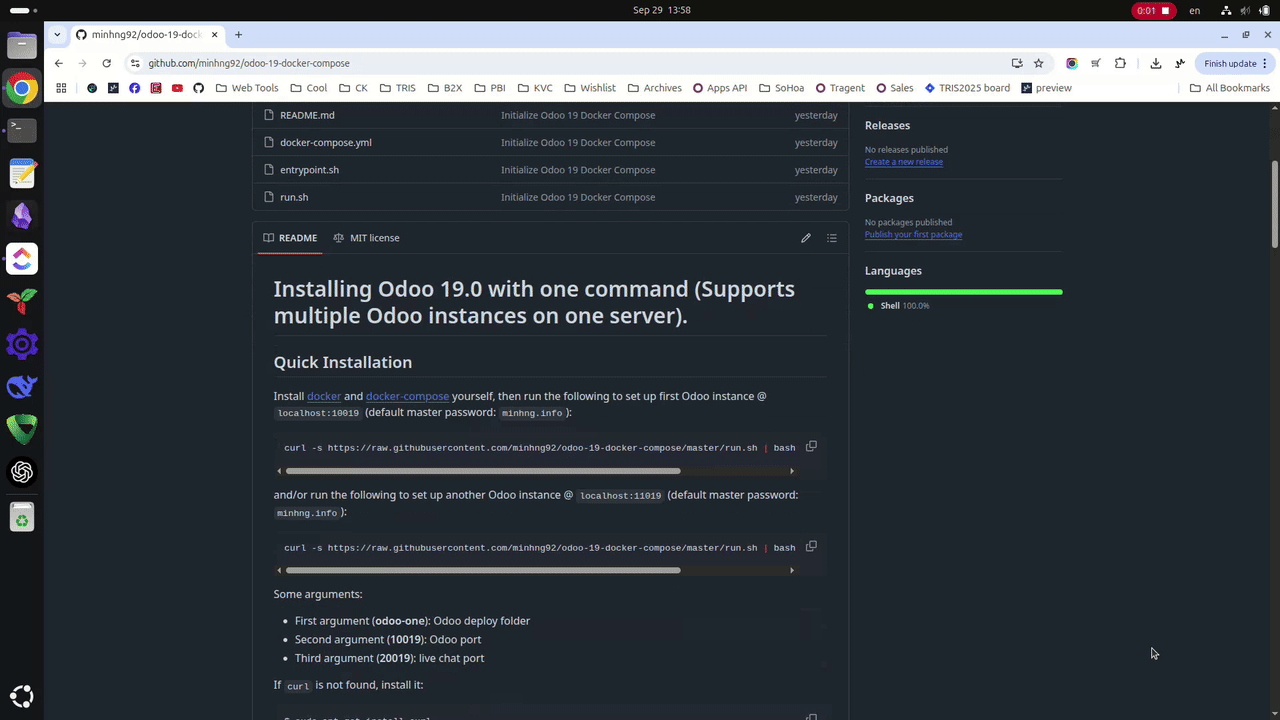 Sep 29 13:58
0:01
en
minhng92/odoo-19-dock
github.com/minhng92/odoo-19-docker-compose
Finish update
Web Tools
Cool
CK
TRIS
B2X
PBI
KVC
Wishlist
Archives
Apps API
SoHoa
Tragent
Sales
TRIS2025 board
preview
All Bookmarks
README.md Initialize Odoo 19 Docker Compose yesterday
docker-compose.yml Initialize Odoo 19 Docker Compose yesterday
entrypoint.sh Initialize Odoo 19 Docker Compose yesterday
run.sh Initialize Odoo 19 Docker Compose yesterday
README MIT license
Installing Odoo 19.0 with one command (Supports
multiple Odoo instances on one server).
Quick Installation
Install docker and docker-compose yourself, then run the following to set up first Odoo instance @
localhost:10019 (default master password: minhng.info ):
curl -s https://raw.githubusercontent.com/minhng92/odoo-19-docker-compose/master/run.sh | bash
and/or run the following to set up another Odoo instance @ localhost:11019 (default master password:
minhng.info ):
curl -s https://raw.githubusercontent.com/minhng92/odoo-19-docker-compose/master/run.sh | bash
Some arguments:
First argument (odoo-one): Odoo deploy folder
Second argument (10019): Odoo port
Third argument (20019): live chat port
If curl is not found, install it:
Releases
No releases published
Create a new release
Packages
No packages published
Publish your first package
Languages
Shell 100.0%